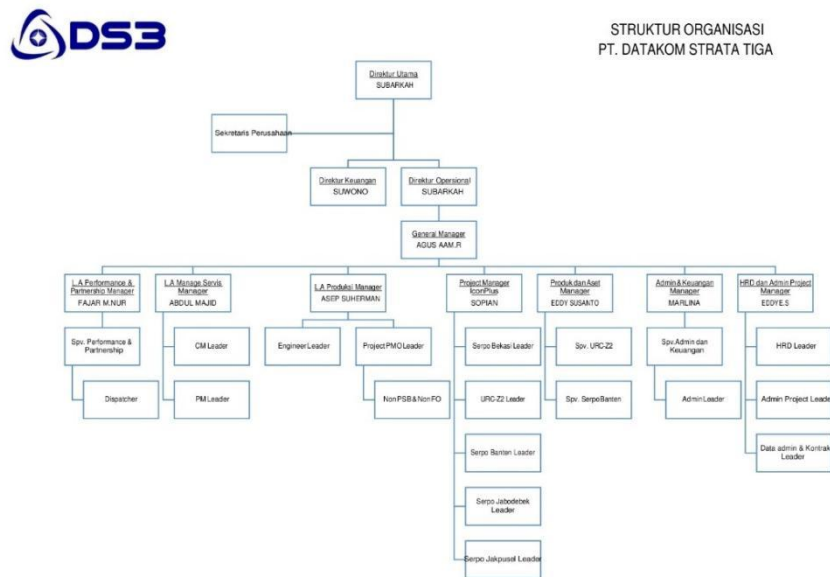 DS3
STRUKTUR ORGANISASI
PT. DATAKOM STRATA TIGA
Direktur Utama
SUBARKAH
Sekretaris Perusahaan
Direktur Keuangan
SUWONO
Direktur Opersional
SUBARKAH
General Manager
AGUS AAM.R
L.A Performance &
Partnership Manager
FAJAR M.NUR
L.A Manage Servis
Manager
ABDUL MAJID
L.A Produksi Manager
ASEP SUHERMAN
Project Manager
IconPlus
SOPIAN
Produk dan Aset
Manager
EDDY SUSANTO
Admin & Keuangan
Manager
MARLINA
HRD dan Admin Project
Manager
EDDY E.S
Spv. Performance &
Partnership
CM Leader
Engineer Leader
Project PMO Leader
Serpo Bekasi Leader
Spv. URC-Z2
Spv. Admin dan
Keuangan
HRD Leader
Dispatcher
PM Leader
Non PSB & Non FO
URC-Z2 Leader
Spv. Serpo Banten
Admin Leader
Admin Project Leade
Serpo Banten Leader
Data admin & Kontrak
Leader
Serpo Jabodebek
Leader
Serpo Jakpusel Leader